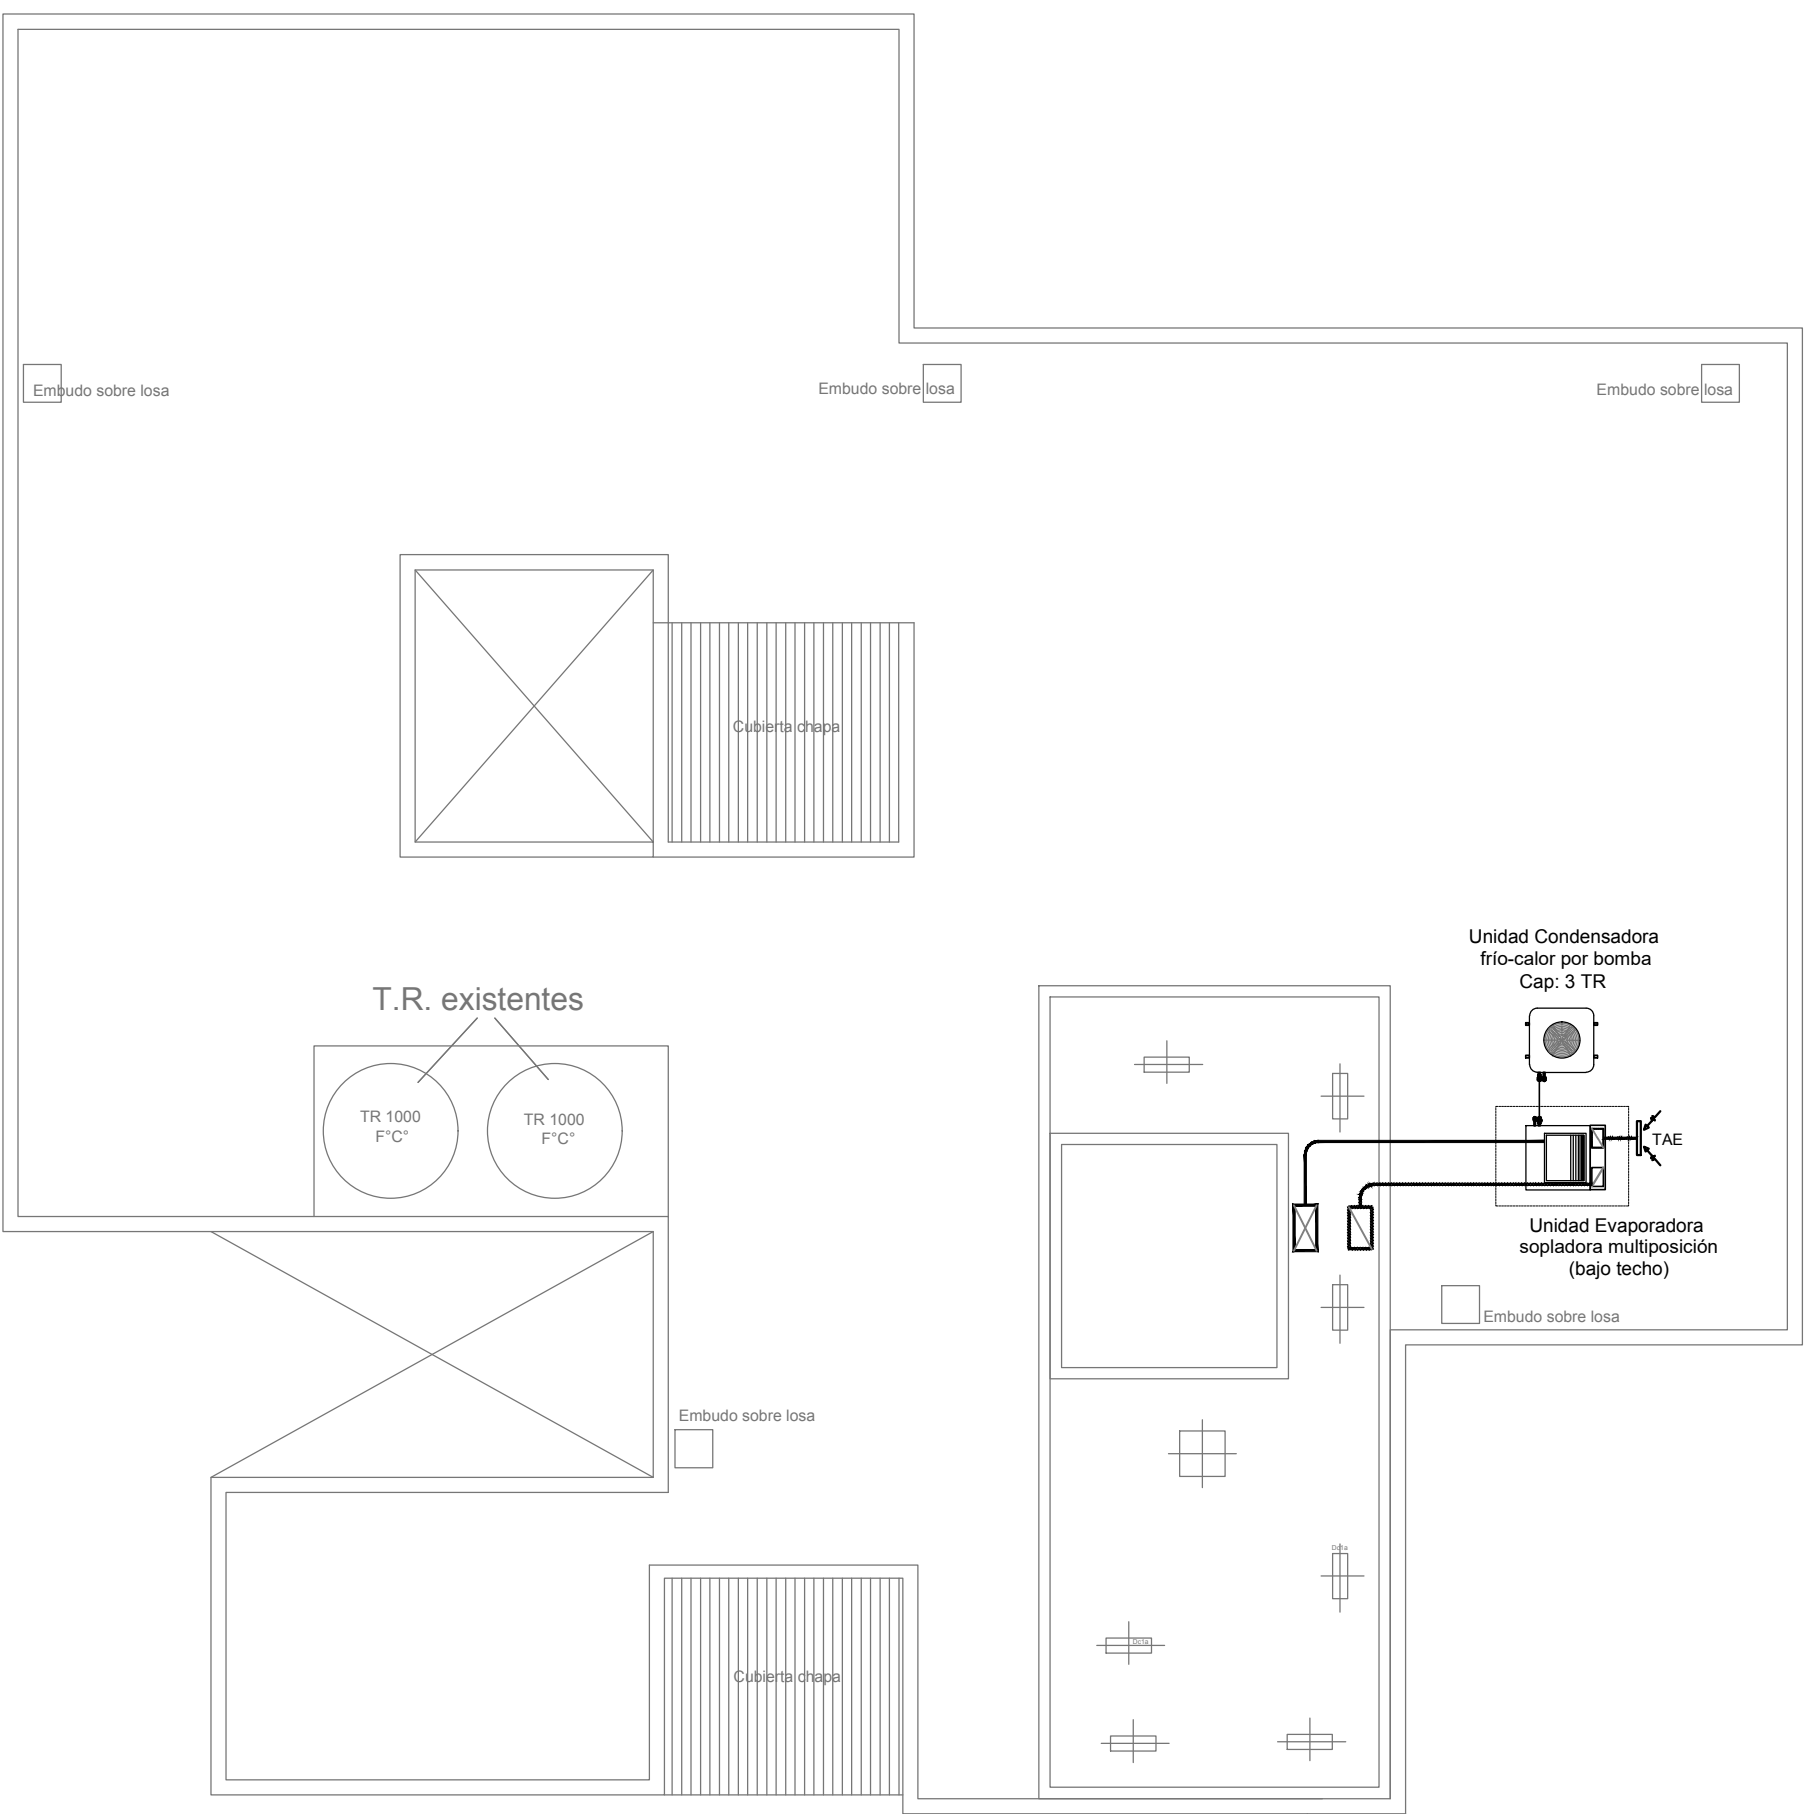 Embudo sobre losa
Embudo sobre losa
Embudo sobre losa
Cubierta chapa
Unidad Condensadora
frío-calor por bomba
Cap: 3 TR
T.R. existentes
TR 1000
F°C°
TR 1000
F°C°
TAE
Unidad Evaporadora
sopladora multiposición
(bajo techo)
Embudo sobre losa
Embudo sobre losa
Dc1a
Dc1a
Cubierta chapa